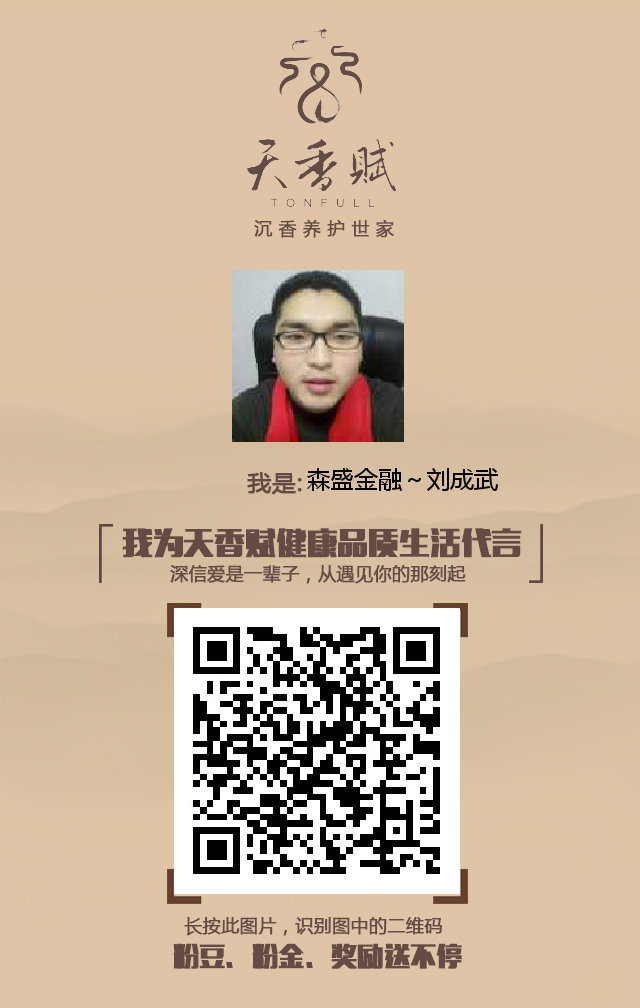 天香赋
TONFULL
沉香养护世家
我是:森盛金融～刘成武
我为天香赋健康品质生活代言
深信爱是一辈子，从遇见你的那刻起
长按此图片，识别图中的二维码
粉豆、粉金、奖励送不停